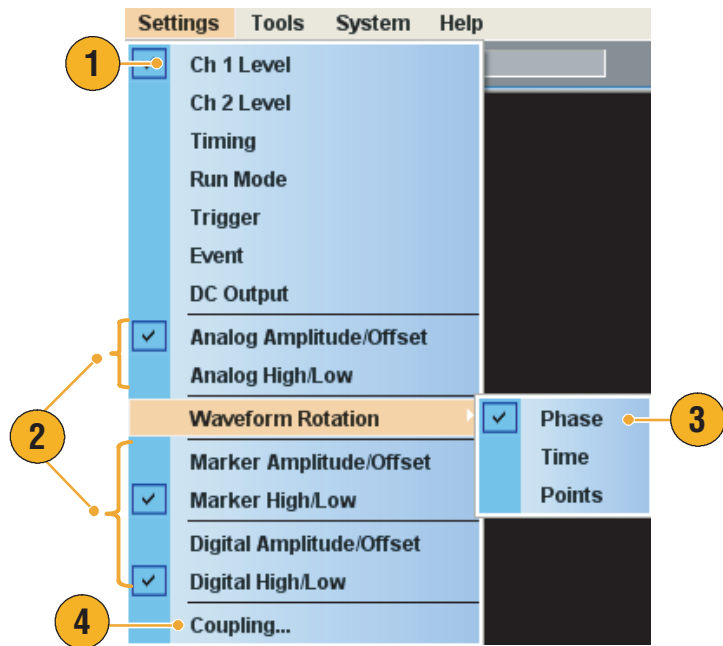 Settings Tools System Help
1
Ch 1 Level
Ch 2 Level
Timing
Run Mode
Trigger
Event
DC Output
2
Analog Amplitude/Offset
Analog High/Low
Waveform Rotation
Phase
3
Time
Points
Marker Amplitude/Offset
Marker High/Low
Digital Amplitude/Offset
Digital High/Low
4
Coupling...